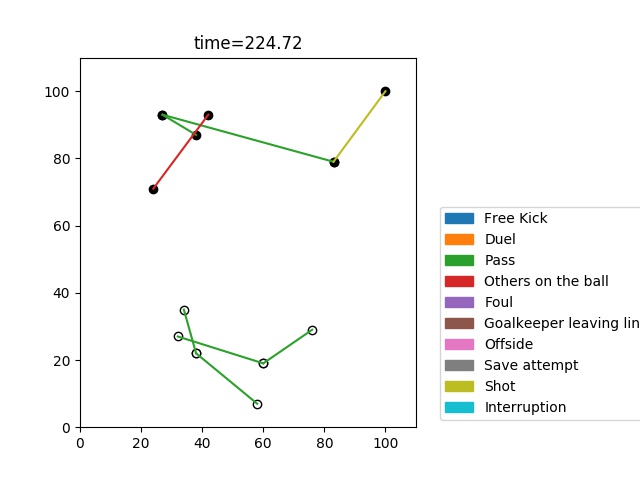 time=224.72
100
80
60
40
20
0
0 20 40 60 80 100
Free Kick
Duel
Pass
Others on the ball
Foul
Goalkeeper leaving lin
Offside
Save attempt
Shot
Interruption